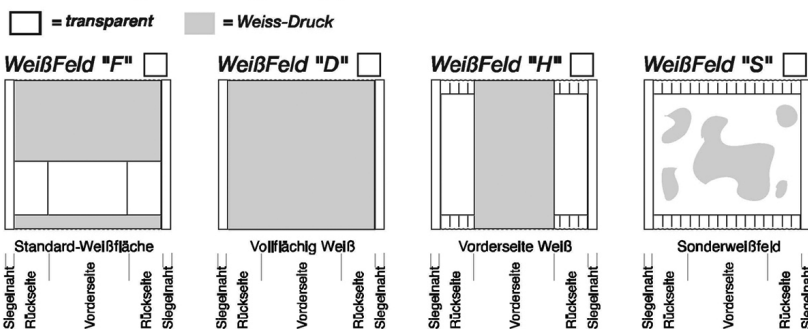 = transparent = Weiss-Druck
WeißFeld "F" WeißFeld "D" WeißFeld "H" WeißFeld "S"
Standard-Weißfläche Vollflächig Weiß Vorderseite Weiß Sonderweißfeld
Siegelnaht Rückseite Vorderseite Rückseite Siegelnaht Siegelnaht Rückseite Vorderseite Rückseite Siegelnaht Siegelnaht Rückseite Vorderseite Rückseite Siegelnaht Siegelnaht Rückseite Vorderseite Rückseite Siegelnaht